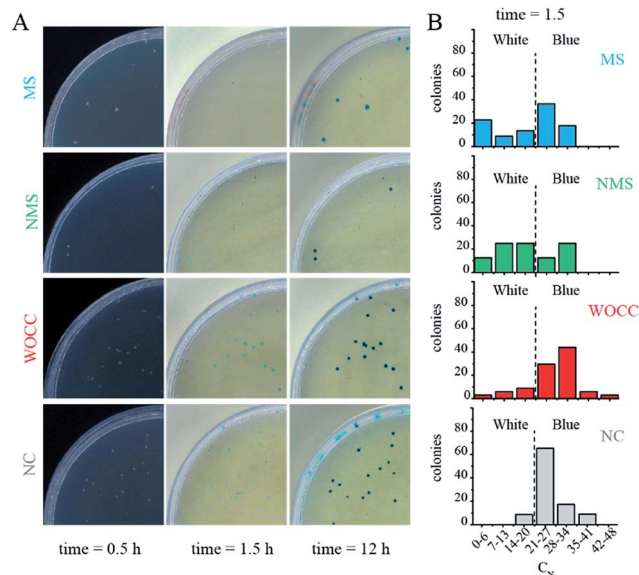 A
MS
NMS
WOCC
NC
time = 0.5 h
time = 1.5 h
time = 12 h
B
time = 1.5
colonies
80
60
40
20
0
White
Blue
MS
colonies
80
60
40
20
0
White
Blue
NMS
colonies
80
60
40
20
0
White
Blue
WOCC
colonies
80
60
40
20
0
White
Blue
NC
0-6
7-13
14-20
21-27
28-34
35-41
42-48
C_N